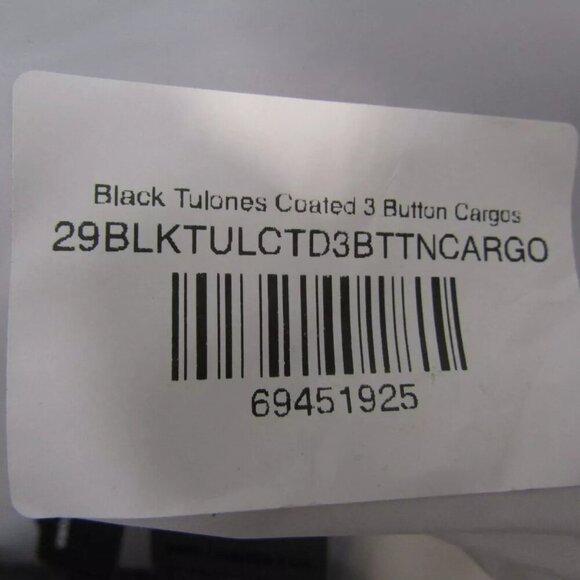 Black Tulones Coated 3 Button Cargos
29BLKTULCTD3BTTNCARGO
69451925